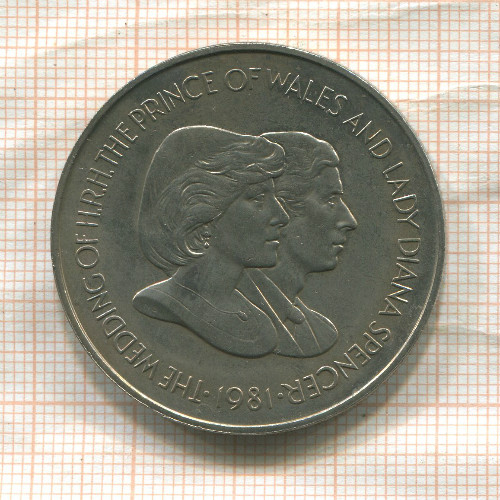 ·THE WEDDING OF H.R.H. THE PRINCE OF WALES AND LADY DIANA SPENCER·
1981